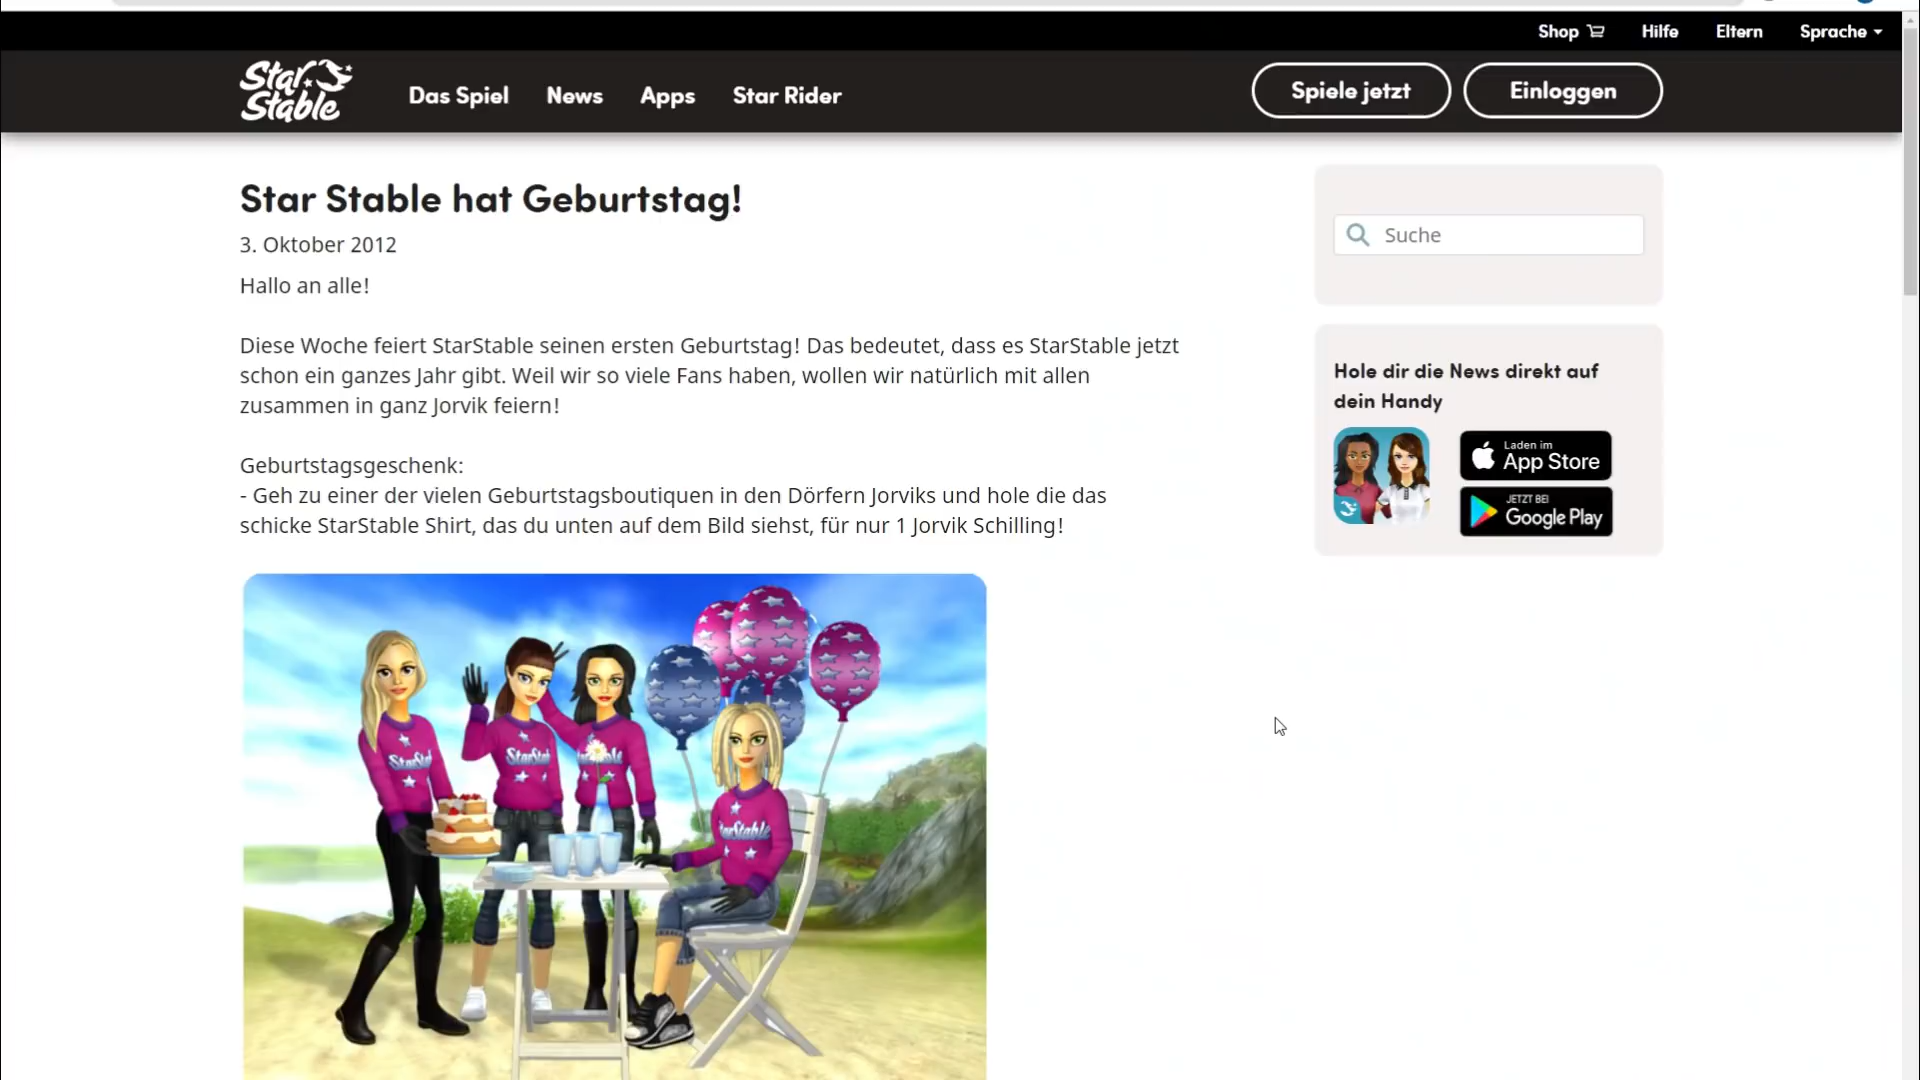 Shop
Hilfe
Eltern
Sprache
Star Stable
Das Spiel
News
Apps
Star Rider
Spiele jetzt
Einloggen
Star Stable hat Geburtstag!
3. Oktober 2012
Hallo an alle!
Diese Woche feiert StarStable seinen ersten Geburtstag! Das bedeutet, dass es StarStable jetzt
schon ein ganzes Jahr gibt. Weil wir so viele Fans haben, wollen wir natürlich mit allen
zusammen in ganz Jorvik feiern!
Geburtstagsgeschenk:
- Geh zu einer der vielen Geburtstagsboutiquen in den Dörfern Jorviks und hole die das
schicke StarStable Shirt, das du unten auf dem Bild siehst, für nur 1 Jorvik Schilling!
Suche
Hole dir die News direkt auf
dein Handy
Laden im
App Store
JETZT BEI
Google Play
StarStable